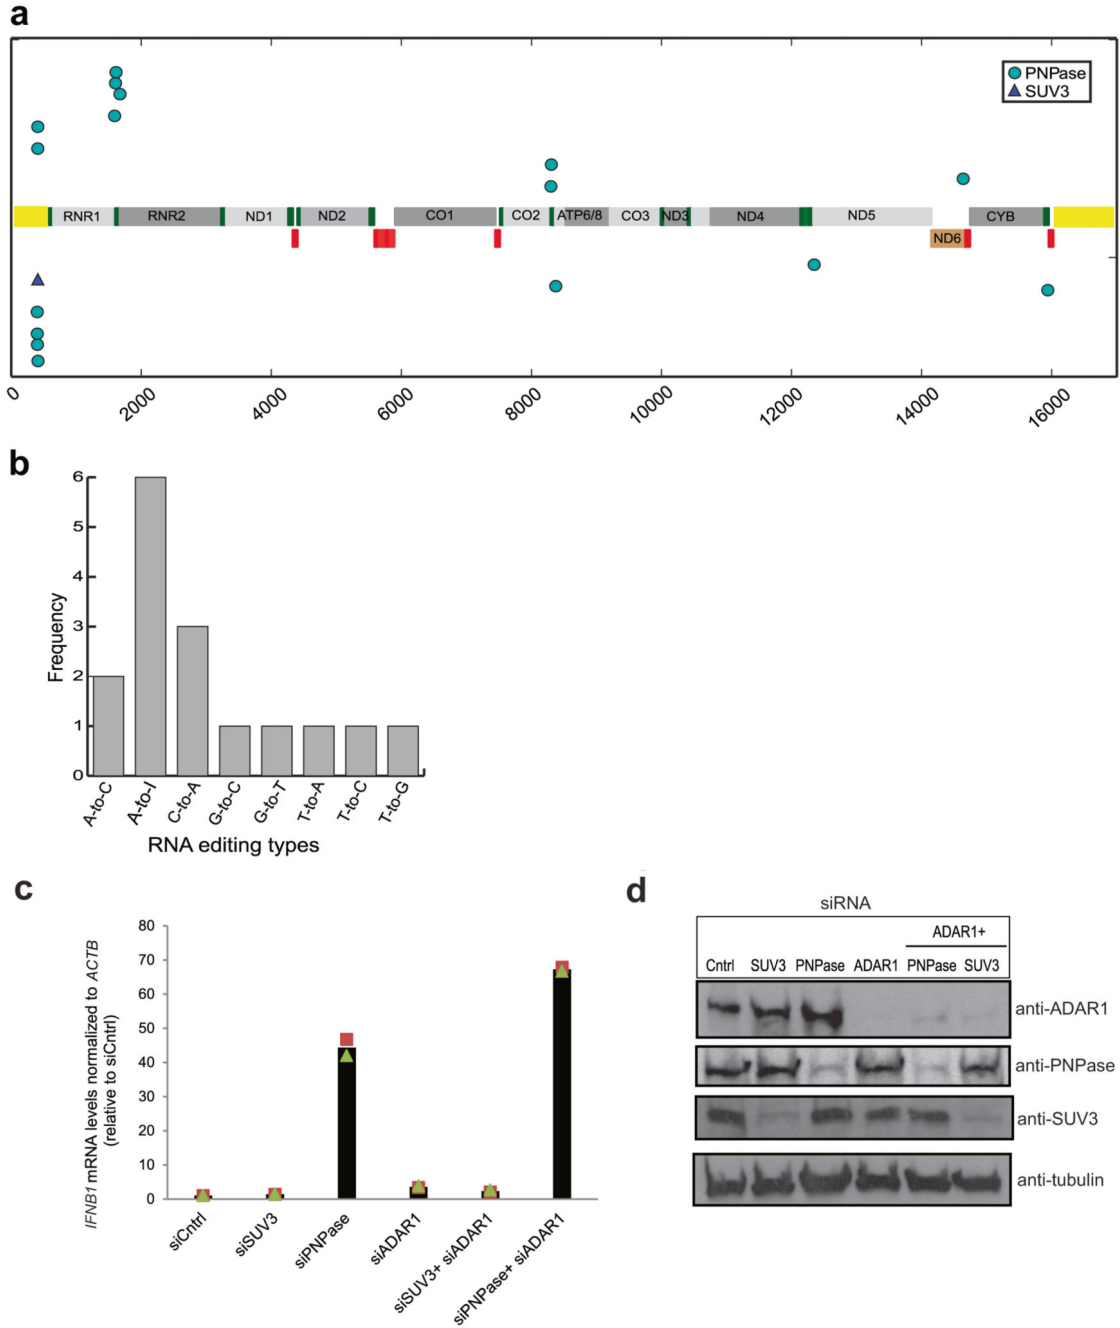 a
PNPase
SUV3
RNR1 RNR2 ND1 ND2 CO1 CO2 ATP6/8 CO3 ND3 ND4 ND5 CYB
ND6
0 2000 4000 6000 8000 10000 12000 14000 16000
b
Frequency
6
5
4
3
2
1
0
A-to-C A-to-I C-to-A G-to-C G-to-T T-to-A T-to-C T-to-G
RNA editing types
c
IFNB1 mRNA levels normalized to ACTB
(relative to siCntrl)
80
70
60
50
40
30
20
10
0
siCntrl siSUV3 siPNPase siADAR1 siSUV3+ siADAR1 siPNPase+ siADAR1
d
siRNA
ADAR1+
Cntrl SUV3 PNPase ADAR1 PNPase SUV3
anti-ADAR1
anti-PNPase
anti-SUV3
anti-tubulin